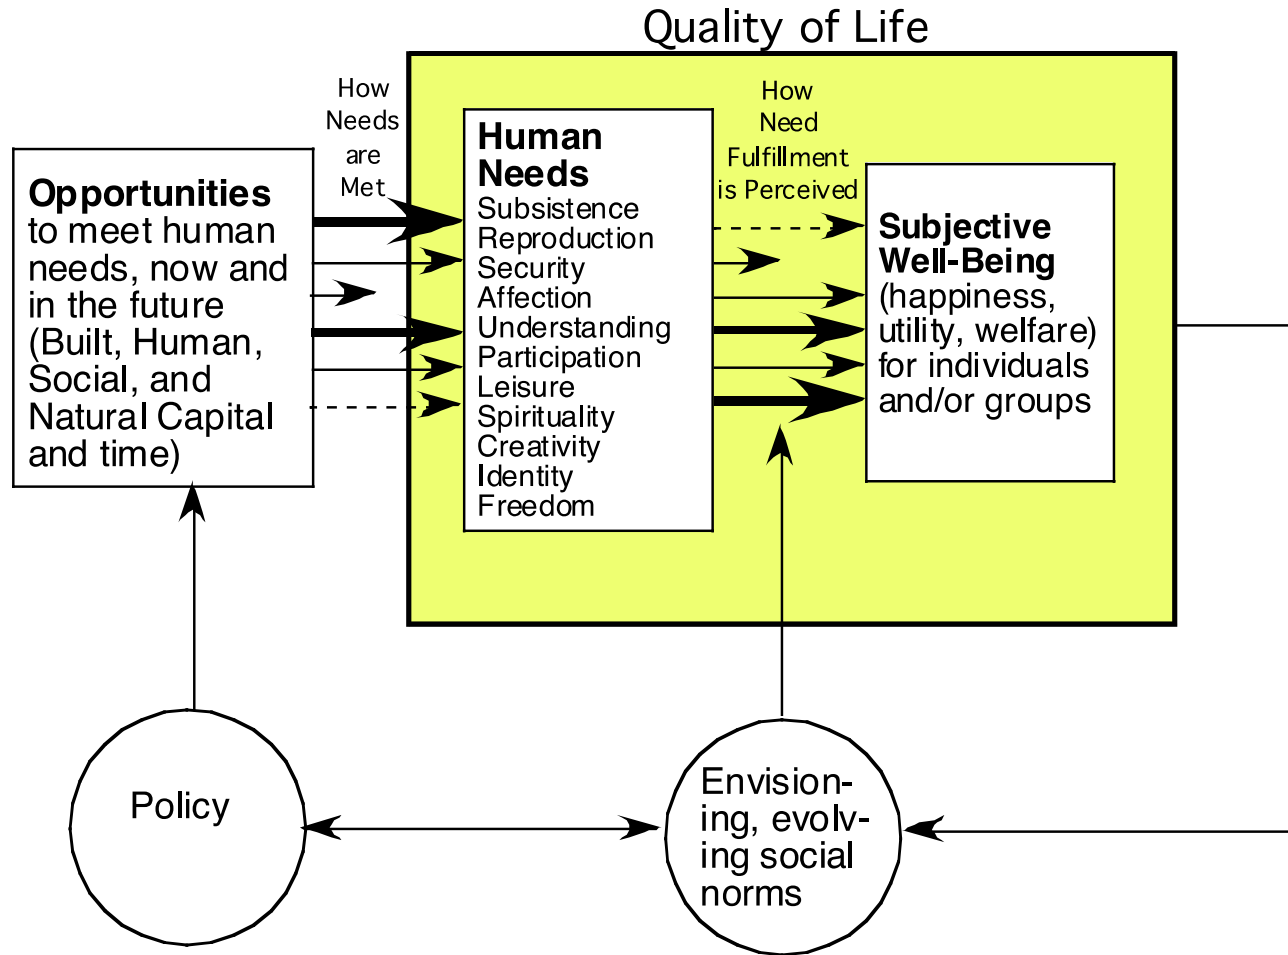 Quality of Life
How
Needs
are
Met
Opportunities
to meet human
needs, now and
in the future
(Built, Human,
Social, and
Natural Capital
and time)
Human
Needs
Subsistence
Reproduction
Security
Affection
Understanding
Participation
Leisure
Spirituality
Creativity
Identity
Freedom
How
Need
Fulfillment
is Perceived
Subjective
Well-Being
(happiness,
utility, welfare)
for individuals
and/or groups
Policy
Envision-
ing, evolv-
ing social
norms